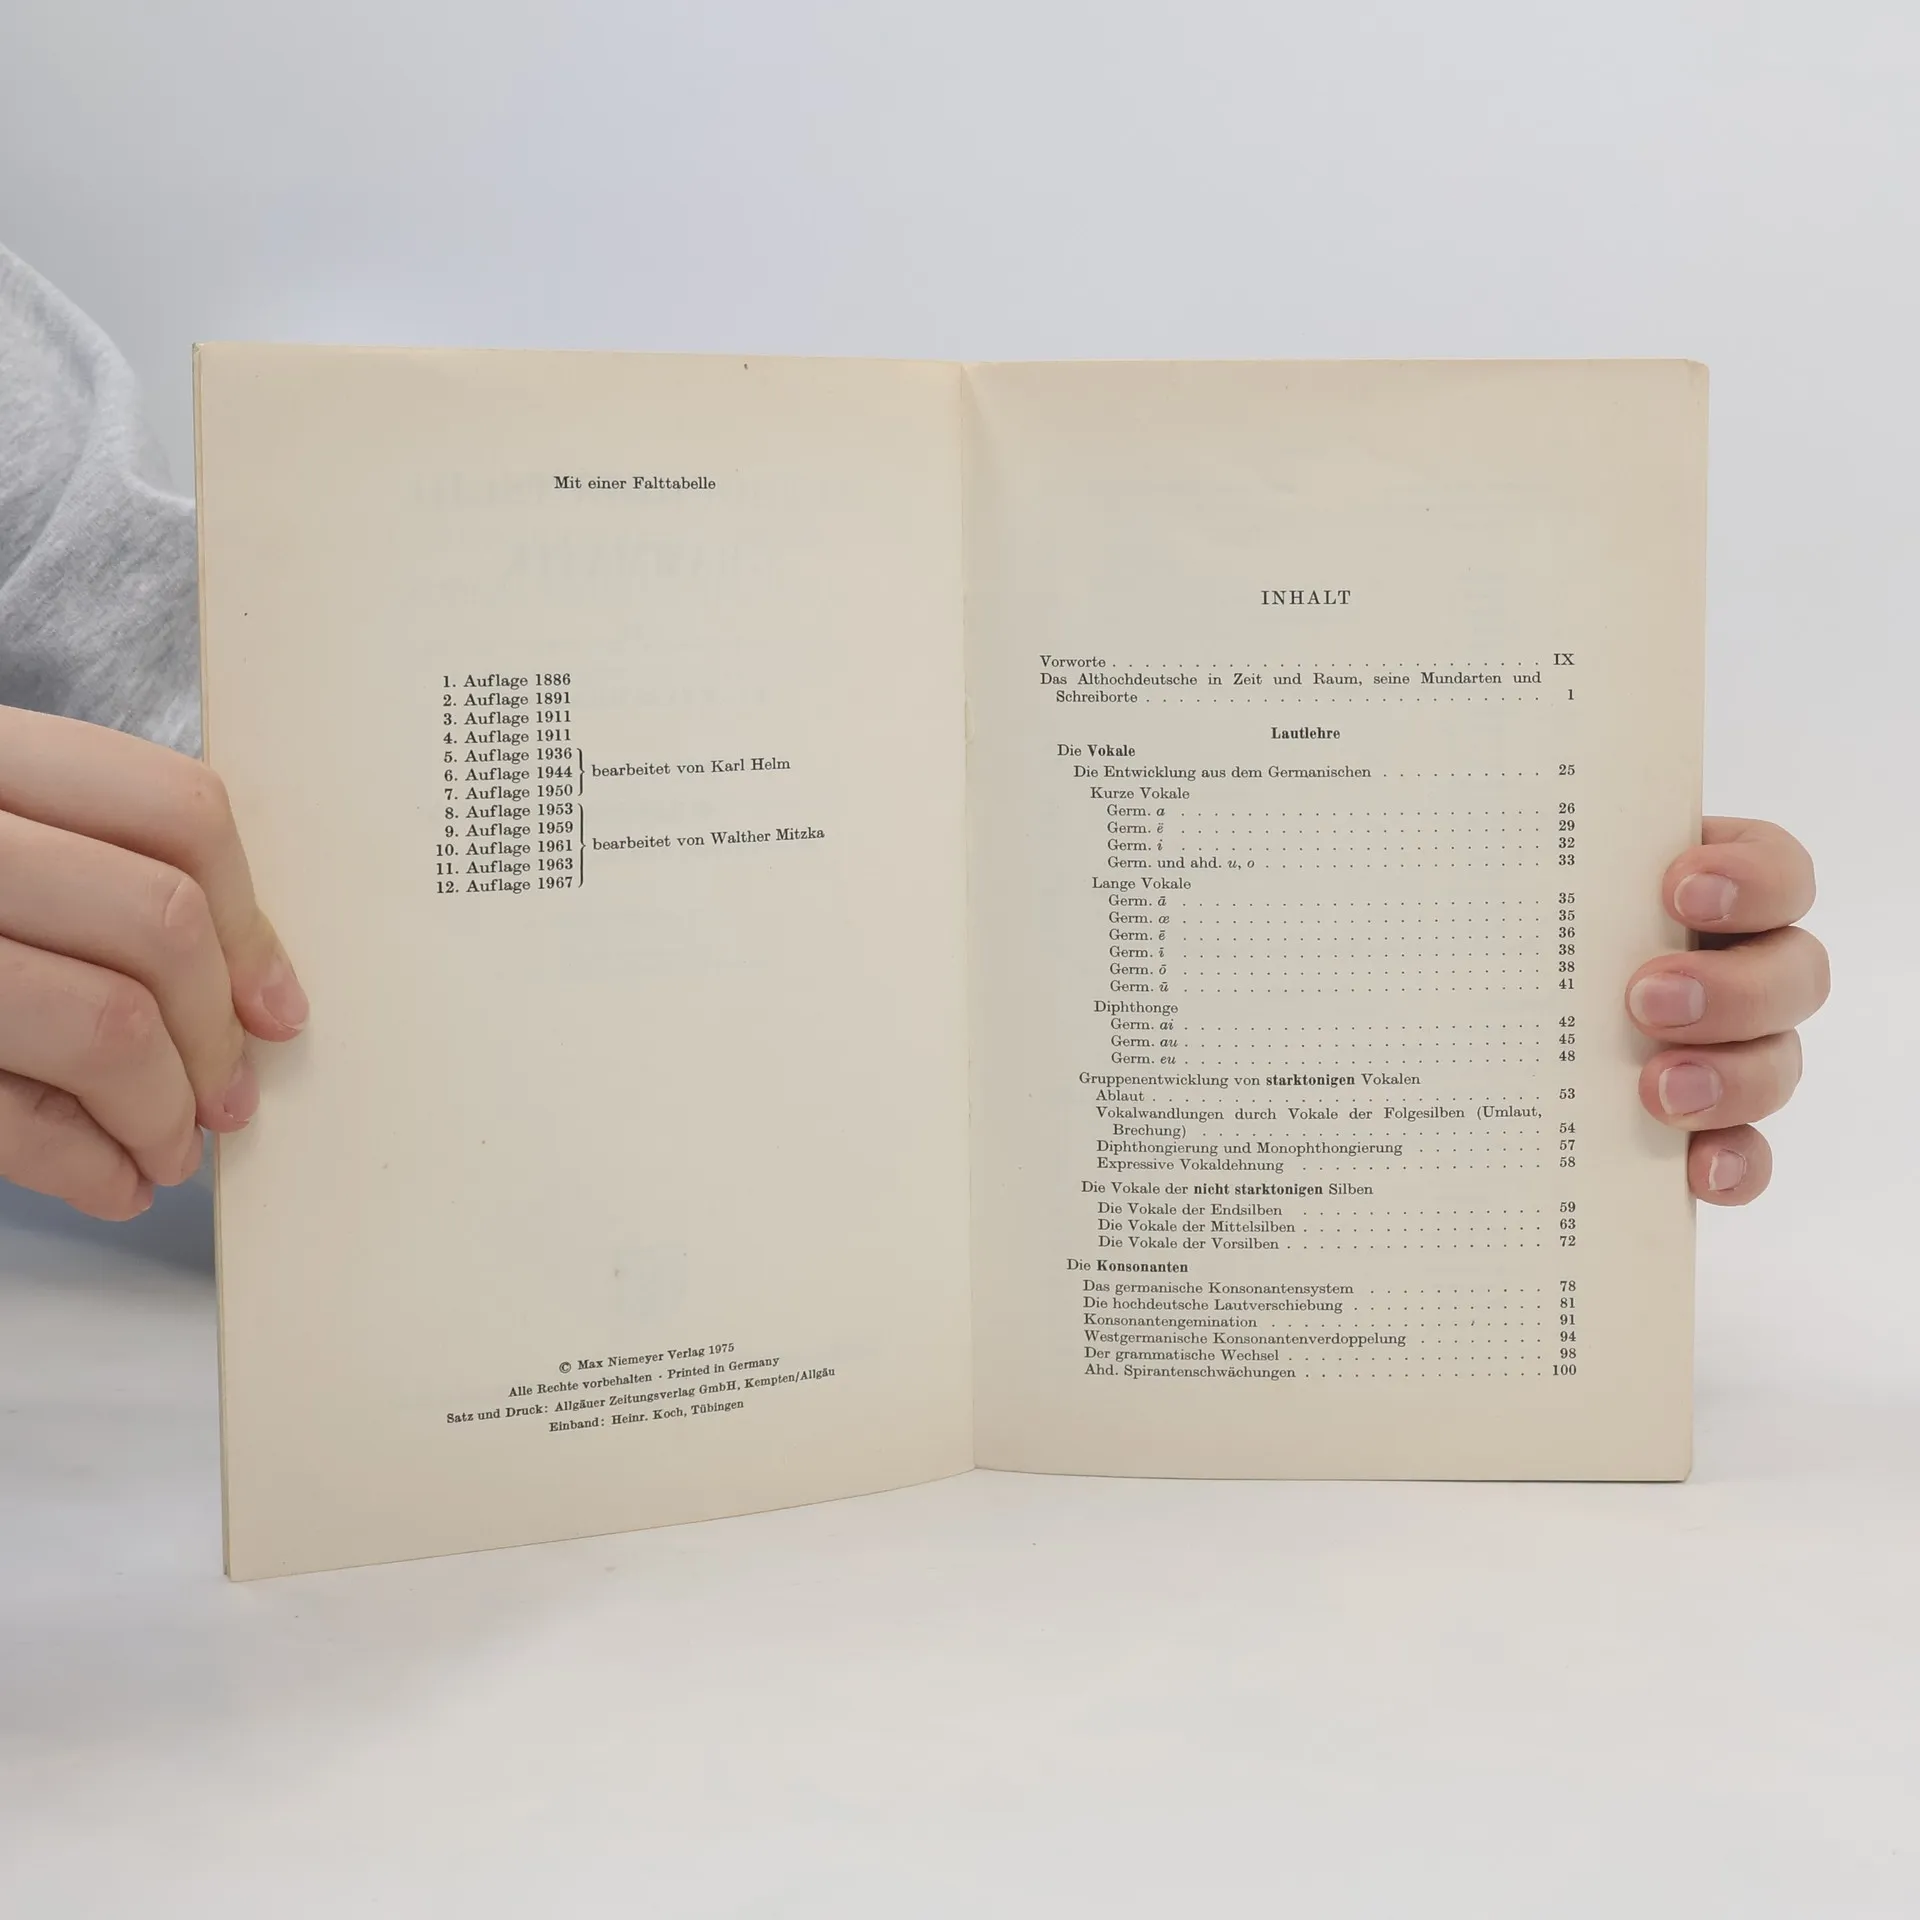 Mit einer Falttabelle
1. Auflage 1886
2. Auflage 1891
3. Auflage 1911
4. Auflage 1911
5. Auflage 1936
6. Auflage 1944 bearbeitet von Karl Helm
7. Auflage 1950
8. Auflage 1953
9. Auflage 1959
10. Auflage 1961 bearbeitet von Walther Mitzka
11. Auflage 1963
12. Auflage 1967
© Max Niemeyer Verlag 1975
Alle Rechte vorbehalten · Printed in Germany
Satz und Druck: Allgäuer Zeitungsverlag GmbH, Kempten/Allgäu
Einband: Heinr. Koch, Tübingen
INHALT
Vorworte . . . . . . . . . . . . . . . . . . . . . . . . . . IX
Das Althochdeutsche in Zeit und Raum, seine Mundarten und
Schreiborte . . . . . . . . . . . . . . . . . . . . . . . . 1
Lautlehre
Die Vokale
Die Entwicklung aus dem Germanischen . . . . . . . . . . 25
Kurze Vokale
Germ. a . . . . . . . . . . . . . . . . . . . . . . 26
Germ. ë . . . . . . . . . . . . . . . . . . . . . . 29
Germ. i . . . . . . . . . . . . . . . . . . . . . . 32
Germ. und ahd. u, o . . . . . . . . . . . . . . . . . 33
Lange Vokale
Germ. ā . . . . . . . . . . . . . . . . . . . . . . 35
Germ. œ . . . . . . . . . . . . . . . . . . . . . . 35
Germ. ē . . . . . . . . . . . . . . . . . . . . . . 36
Germ. ī . . . . . . . . . . . . . . . . . . . . . . 38
Germ. ō . . . . . . . . . . . . . . . . . . . . . . 38
Germ. ū . . . . . . . . . . . . . . . . . . . . . . 41
Diphthonge
Germ. ai . . . . . . . . . . . . . . . . . . . . . . 42
Germ. au . . . . . . . . . . . . . . . . . . . . . . 45
Germ. eu . . . . . . . . . . . . . . . . . . . . . . 48
Gruppenentwicklung von starktonigen Vokalen
Ablaut . . . . . . . . . . . . . . . . . . . . . . . . 53
Vokalwandlungen durch Vokale der Folgesilben (Umlaut,
Brechung) . . . . . . . . . . . . . . . . . . . . . 54
Diphthongierung und Monophthongierung . . . . . . . . 57
Expressive Vokaldehnung . . . . . . . . . . . . . . . 58
Die Vokale der nicht starktonigen Silben
Die Vokale der Endsilben . . . . . . . . . . . . . . . 59
Die Vokale der Mittelsilben . . . . . . . . . . . . . . . 63
Die Vokale der Vorsilben . . . . . . . . . . . . . . . . 72
Die Konsonanten
Das germanische Konsonantensystem . . . . . . . . . . . 78
Die hochdeutsche Lautverschiebung . . . . . . . . . . . . 81
Konsonantengemination . . . . . . . . . . . . . . . . . 91
Westgermanische Konsonantenverdoppelung . . . . . . . . 94
Der grammatische Wechsel . . . . . . . . . . . . . . . . 98
Ahd. Spirantenschwächungen . . . . . . . . . . . . . . . 100